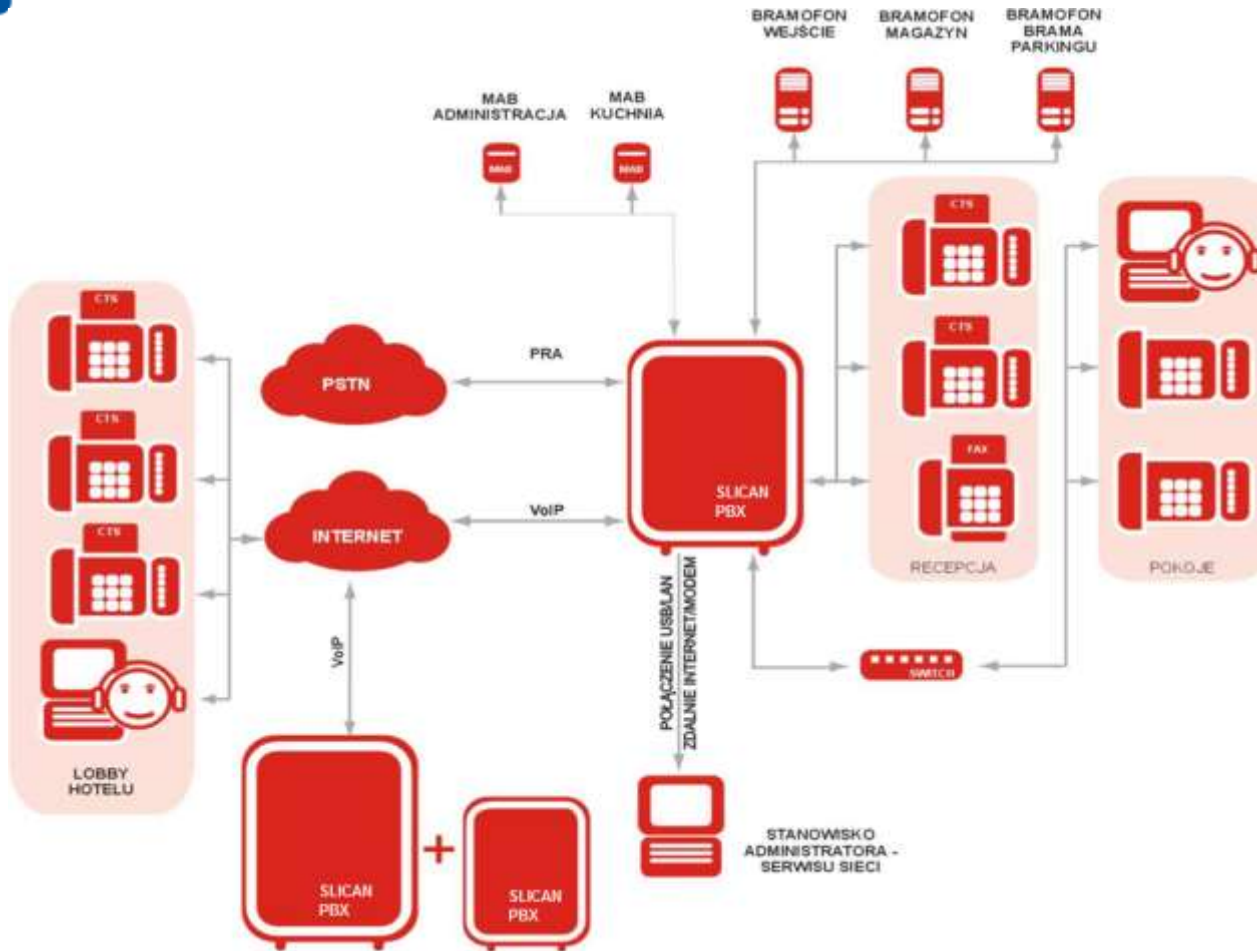 BRAMOFON
WEJŚCIE
BRAMOFON
MAGAZYN
BRAMOFON
BRAMA
PARKINGU
MAB
ADMINISTRACJA
MAB
KUCHNIA
MAB
MAB
CTS
CTS
FAX
RECEPCJA
POKOJE
CTS
CTS
CTS
LOBBY
HOTELU
PSTN
PRA
INTERNET
VoIP
SLICAN
PBX
VoIP
POŁĄCZENIE USB/LAN
ZDALNIE INTERNET/MODEM
SWITCH
SLICAN
PBX
+
SLICAN
PBX
STANOWISKO
ADMINISTRATORA -
SERWISU SIECI